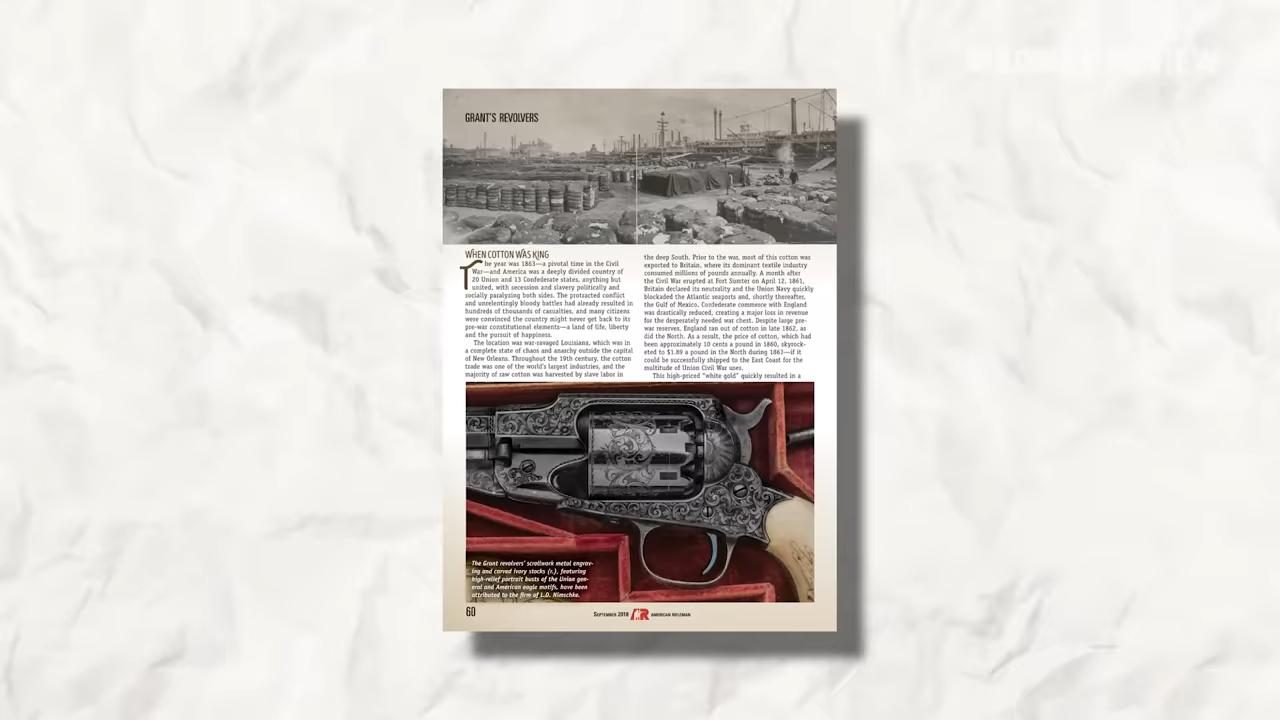 GRANT'S REVOLVERS
WHEN COTTON WAS KING
The year was 1863—a pivotal time in the Civil
War—and America was a deeply divided country of
20 Union and 13 Confederate states, anything but
united, with secession and slavery politically and
socially paralyzing both sides. The protracted conflict
and unrelentingly bloody battles had already resulted in
hundreds of thousands of casualties, and many citizens
were convinced the country might never get back to its
pre-war constitutional elements—a land of life, liberty
and the pursuit of happiness.
The location was war-ravaged Louisiana, which was in
a complete state of chaos and anarchy outside the capital
of New Orleans. Throughout the 19th century, the cotton
trade was one of the world's largest industries, and the
majority of raw cotton was harvested by slave labor in
the deep South. Prior to the war, most of this cotton was
exported to Britain, where its dominant textile industry
consumed millions of pounds annually. A month after
the Civil War erupted at Fort Sumter on April 12, 1861,
Britain declared its neutrality and the Union Navy quickly
blockaded the Atlantic seaports and, shortly thereafter,
the Gulf of Mexico. Confederate commerce with England
was drastically reduced, creating a major loss in revenue
for the desperately needed war chest. Despite large pre-
war reserves, England ran out of cotton in late 1862, as
did the North. As a result, the price of cotton, which had
been approximately 10 cents a pound in 1860, skyrock-
eted to $1.89 a pound in the North during 1863—if it
could be successfully shipped to the East Coast for the
multitude of Union Civil War uses.
This high-priced "white gold" quickly resulted in a
The Grant revolvers' scrollwork metal engrav-
ing and carved ivory stocks (r.), featuring
high-relief portrait busts of the Union gen-
eral and American eagle motifs, have been
attributed to the firm of L.D. Nimschke.
60
SEPTEMBER 2018 AR AMERICAN RIFLEMAN